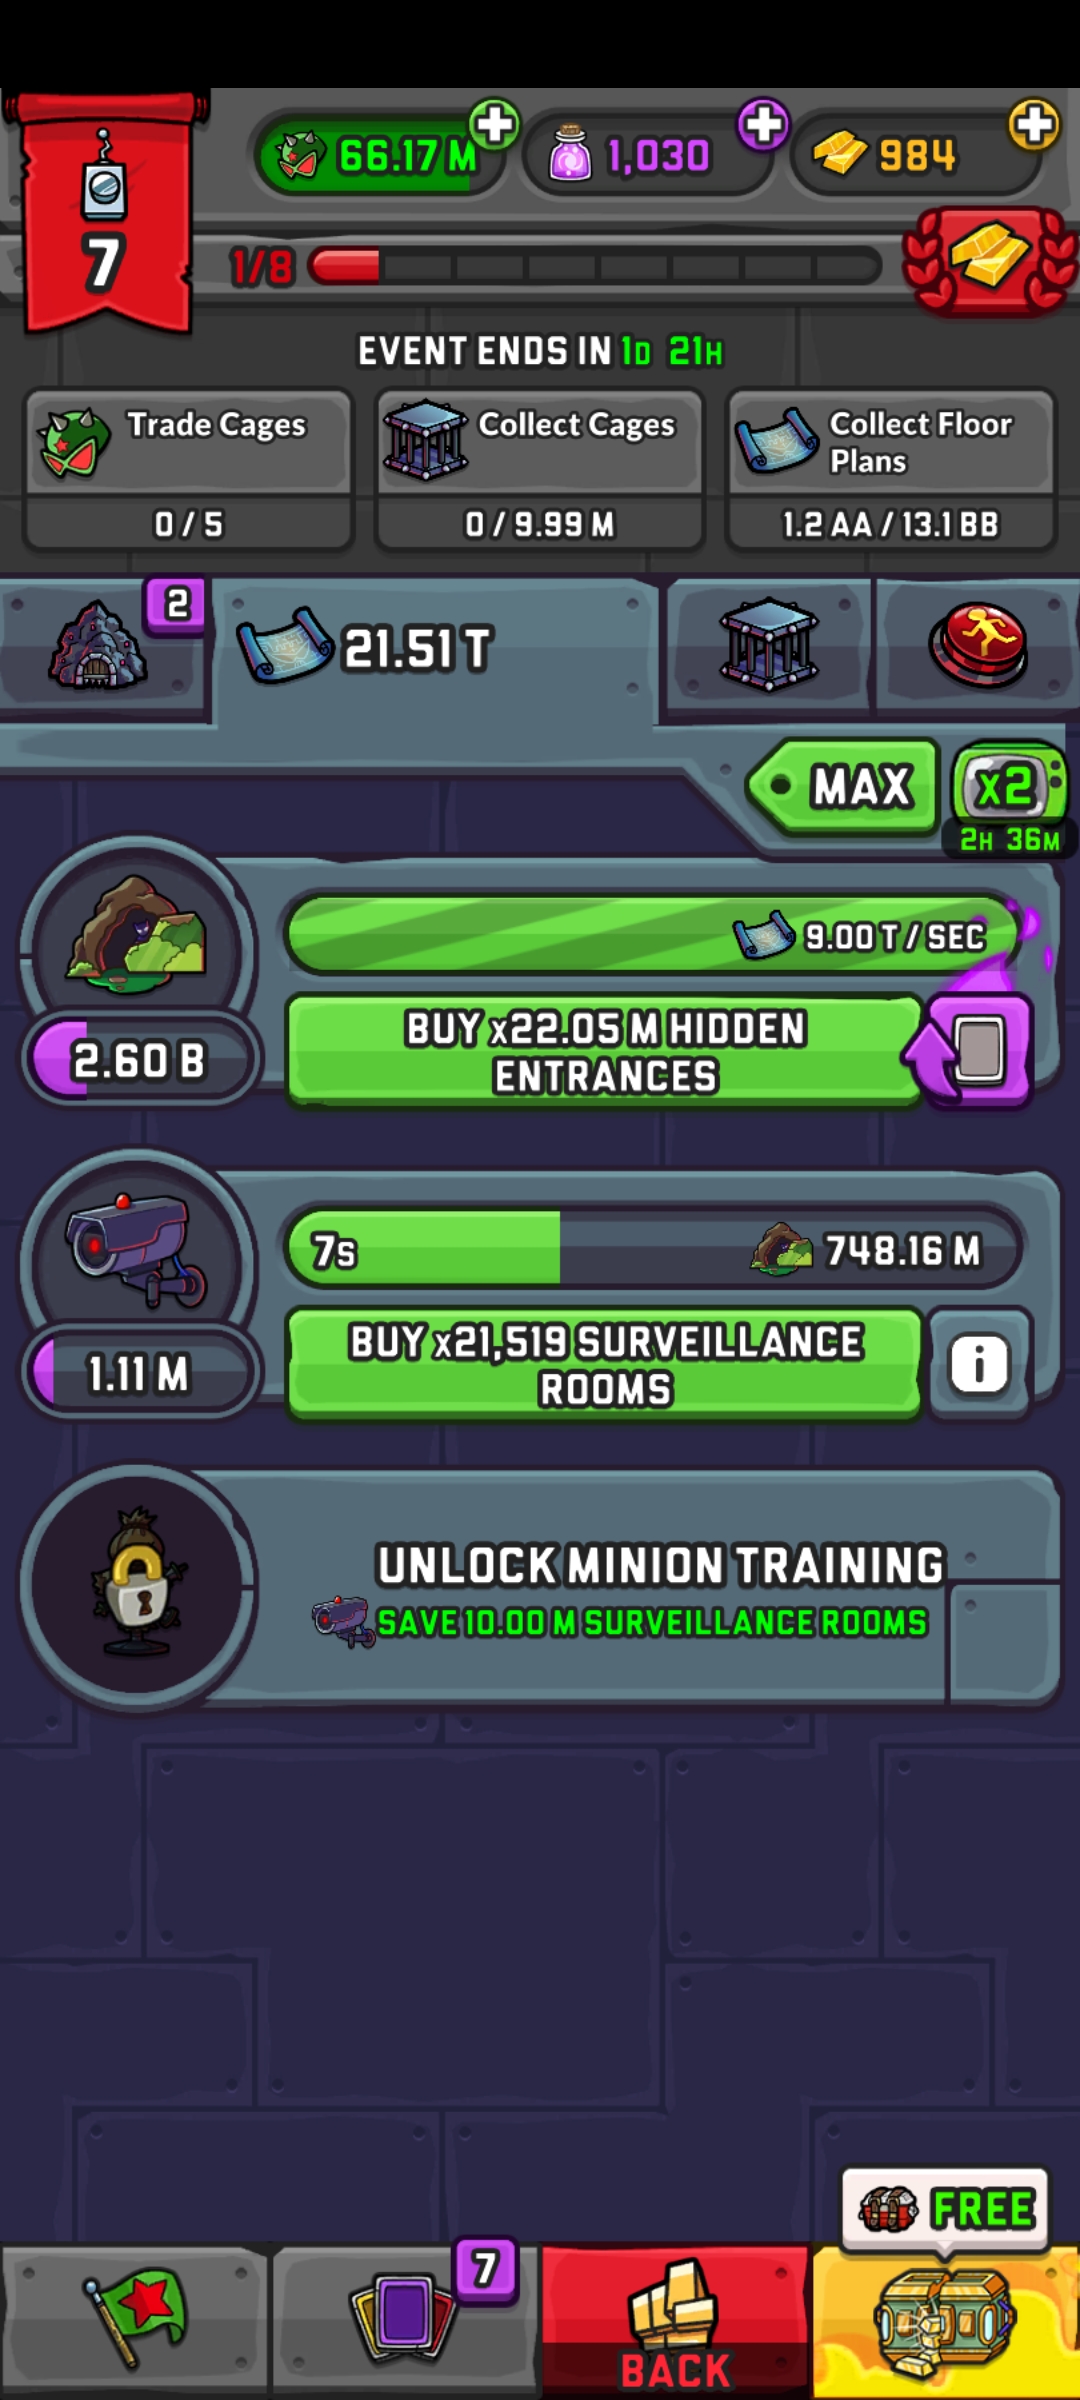 66.17 M
1,030
984
7
1/8
EVENT ENDS IN 1D 21H
Trade Cages
0 / 5
Collect Cages
0 / 9.99 M
Collect Floor
Plans
1.2 AA / 13.1 BB
2
21.51 T
MAX
x2
2H 36M
9.00 T / SEC
2.60 B
BUY x22.05 M HIDDEN
ENTRANCES
7s
748.16 M
1.11 M
BUY x21,519 SURVEILLANCE
ROOMS
i
UNLOCK MINION TRAINING
SAVE 10.00 M SURVEILLANCE ROOMS
FREE
7
BACK